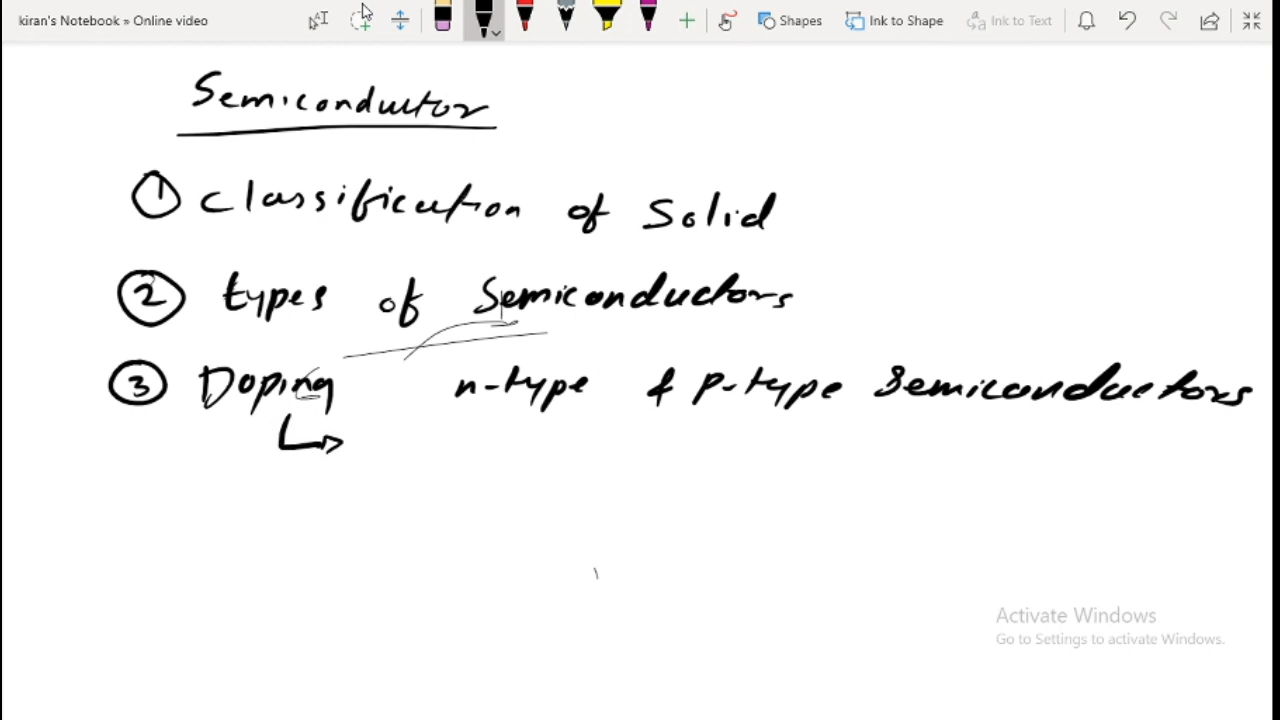 kiran's Notebook » Online video
Shapes
Ink to Shape
Ink to Text
Semiconductor
① Classification of Solid
② types of Semiconductors
③ Doping n-type & p-type Semiconductors
Activate Windows
Go to Settings to activate Windows.